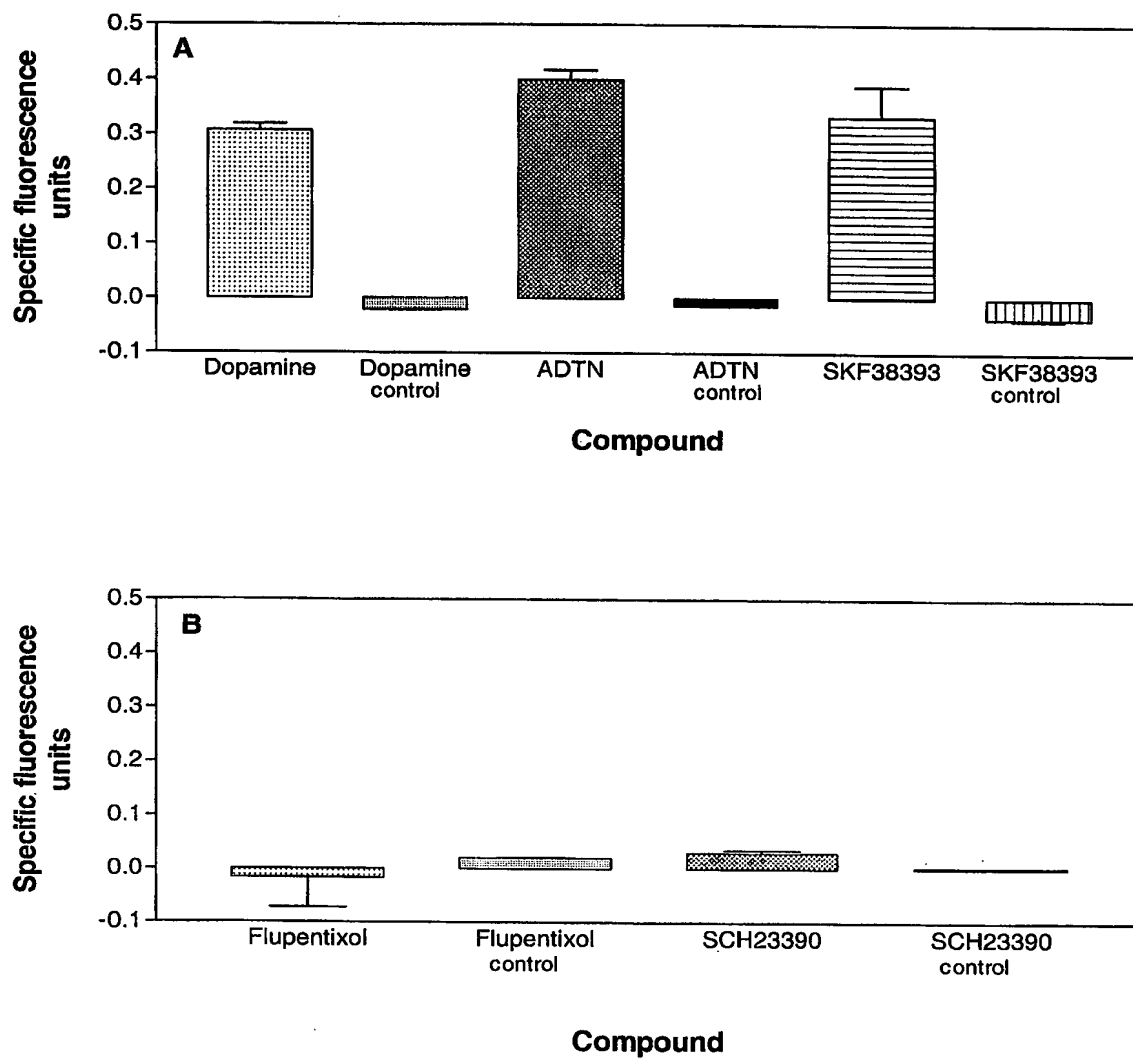 A
0.5
0.4
0.3
0.2
0.1
0.0
-0.1
Specific fluorescence
units
Dopamine
Dopamine
control
ADTN
ADTN
control
SKF38393
SKF38393
control
Compound
B
0.5
0.4
0.3
0.2
0.1
0.0
-0.1
Specific fluorescence
units
Flupentixol
Flupentixol
control
SCH23390
SCH23390
control
Compound